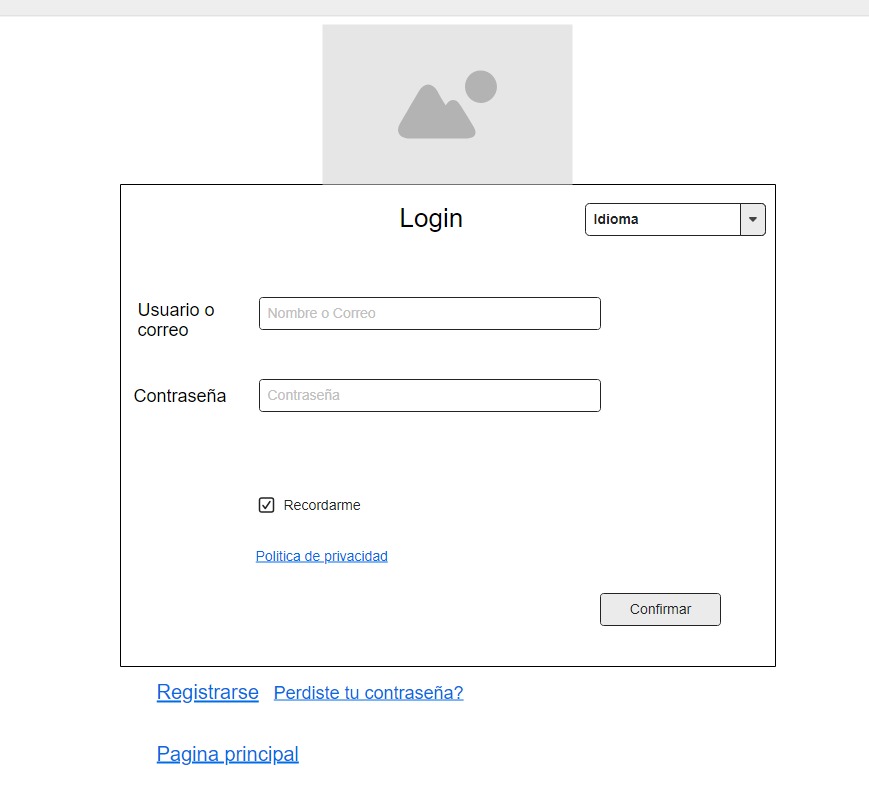 Login
Idioma
Usuario o
correo
Nombre o Correo
Contraseña
Contraseña
Recordarme
Politica de privacidad
Confirmar
Registrarse
Perdiste tu contraseña?
Pagina principal